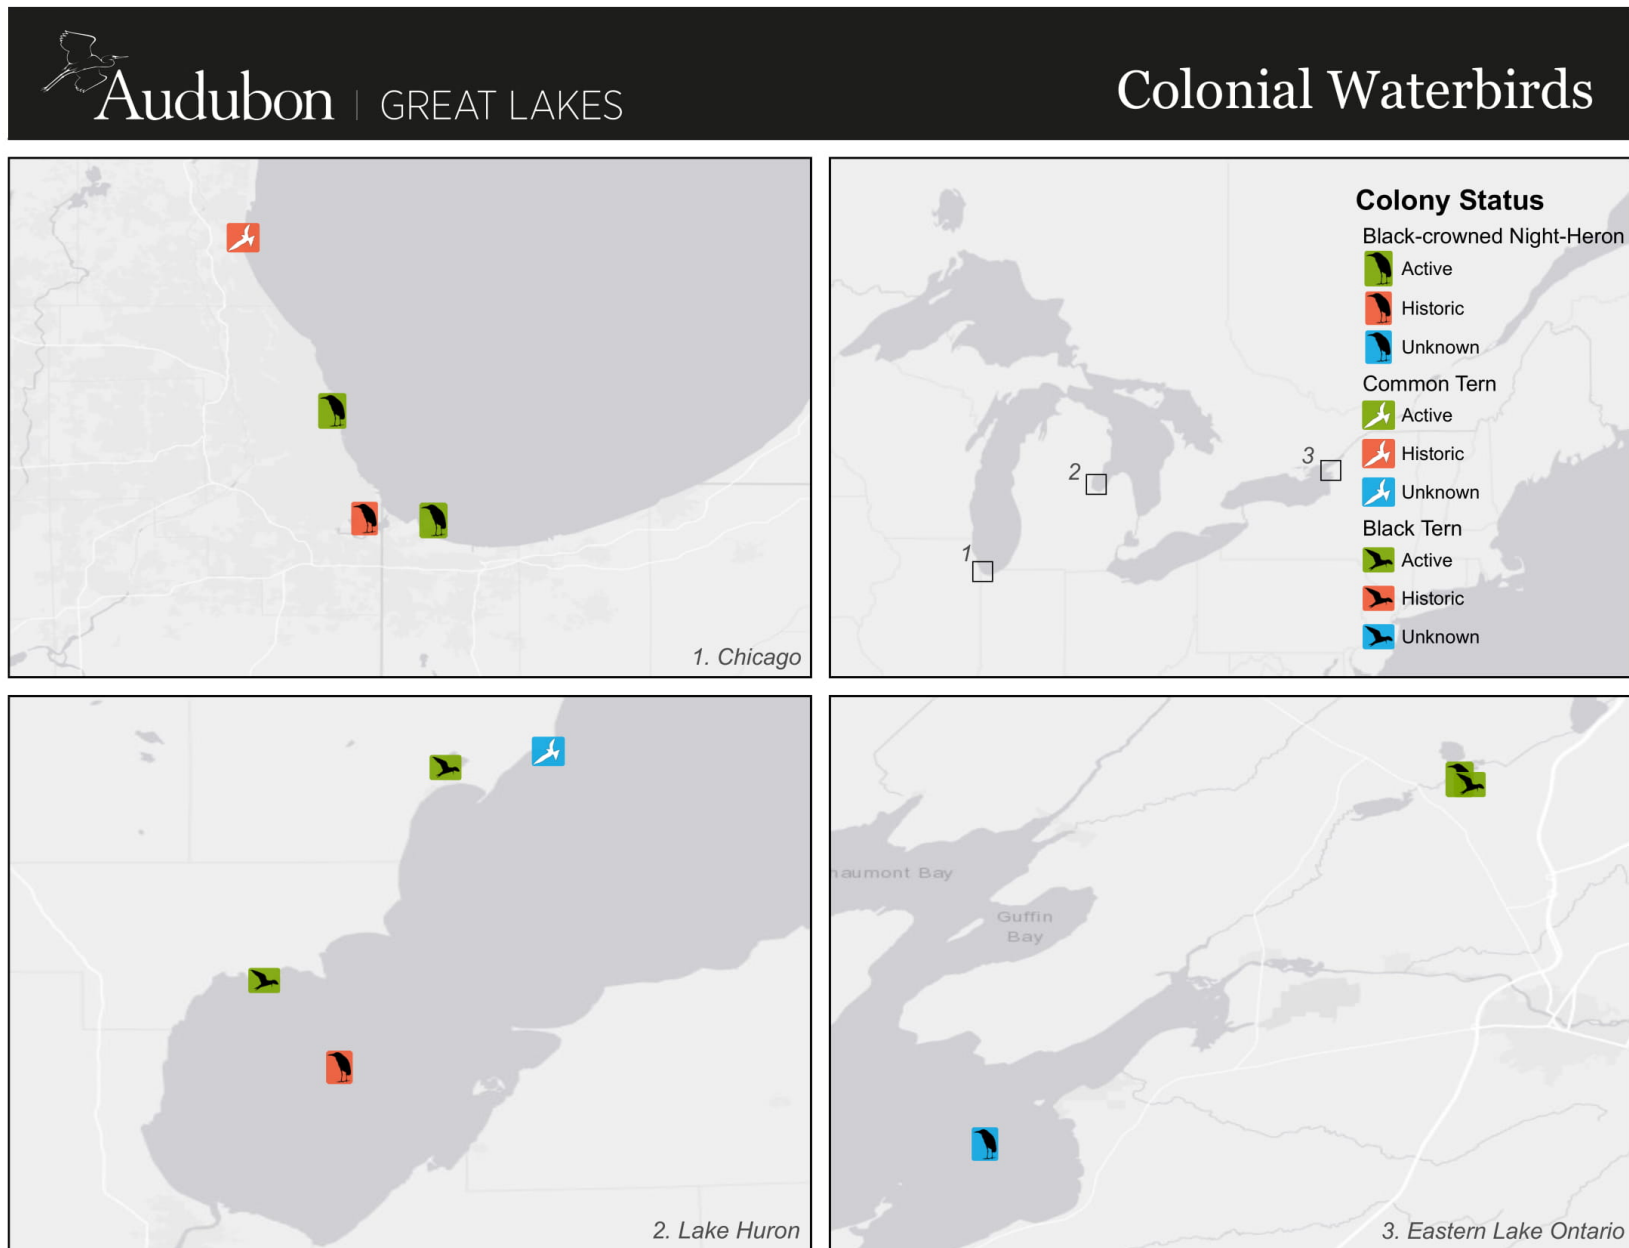 Audubon | GREAT LAKES
Colonial Waterbirds
1. Chicago
Colony Status
Black-crowned Night-Heron
Active
Historic
Unknown
Common Tern
Active
Historic
Unknown
Black Tern
Active
Historic
Unknown
1
2
3
2. Lake Huron
aumont Bay
Guffin
Bay
3. Eastern Lake Ontario